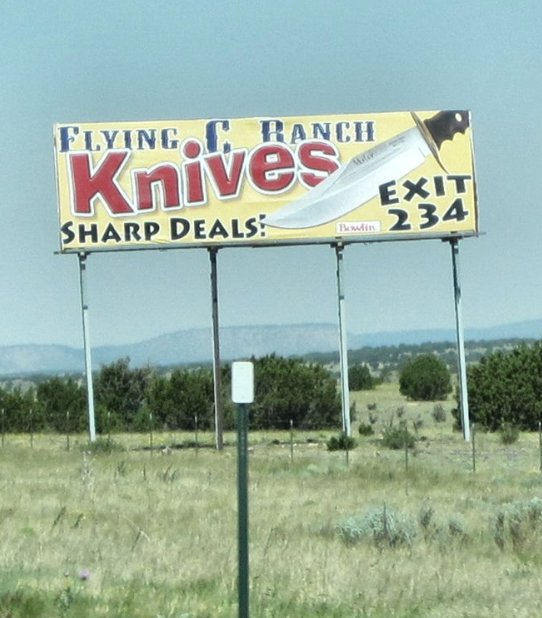 FLYING C RANCH
Knives
SHARP DEALS!
EXIT
234
Bowlin